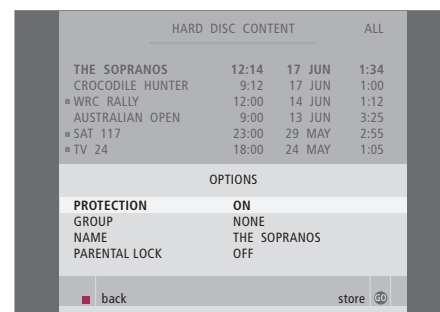 HARD DISC CONTENT ALL
THE SOPRANOS 12:14 17 JUN 1:34
CROCODILE HUNTER 9:12 17 JUN 1:00
WRC RALLY 12:00 14 JUN 1:12
AUSTRALIAN OPEN 9:00 13 JUN 3:25
SAT 117 23:00 29 MAY 2:55
TV 24 18:00 24 MAY 1:05
OPTIONS
PROTECTION ON
GROUP NONE
NAME THE SOPRANOS
PARENTAL LOCK OFF
back store GO